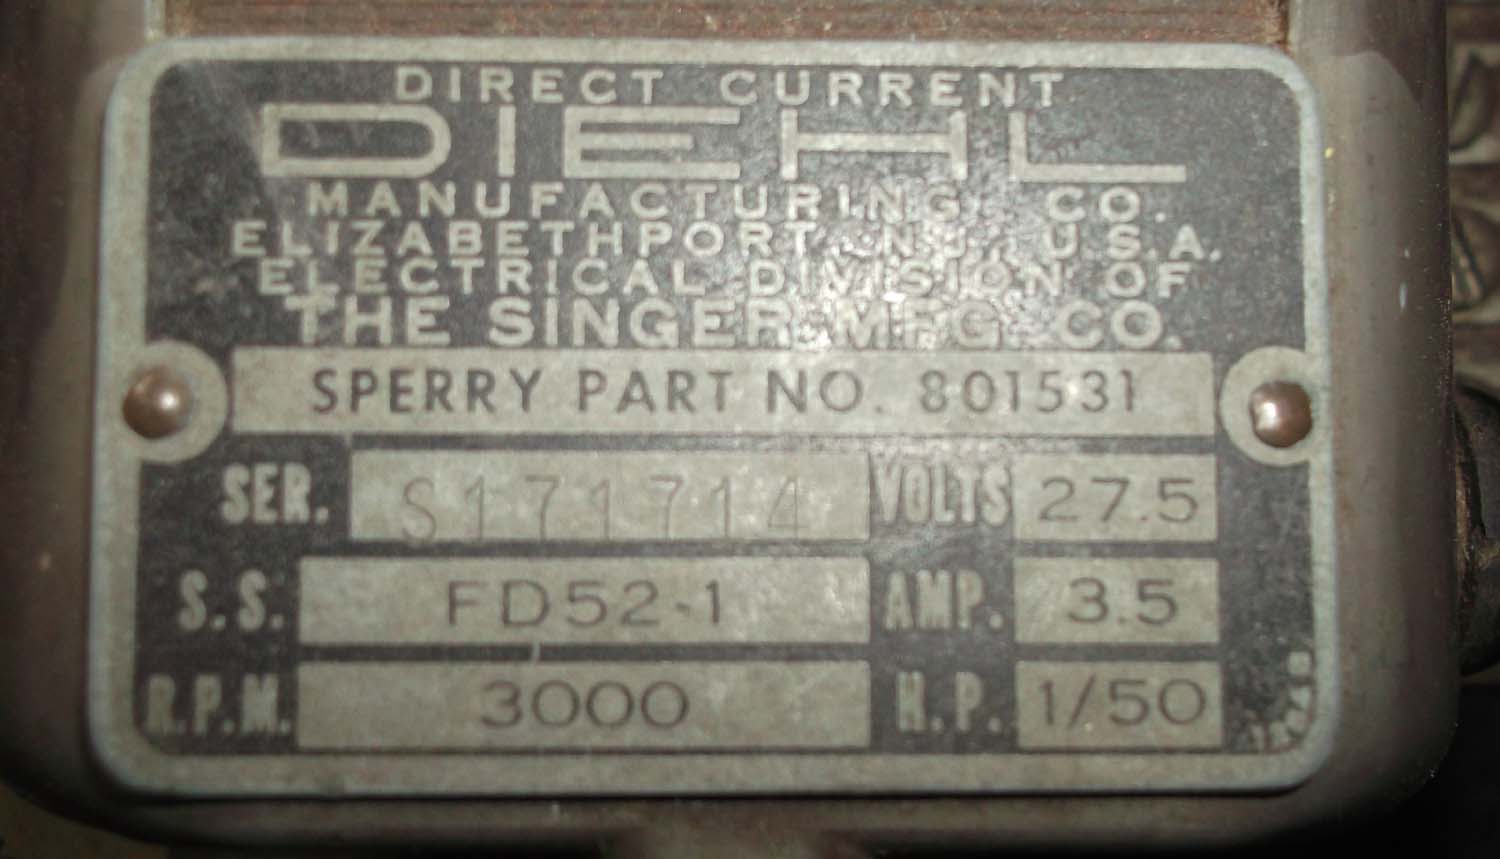 DIRECT CURRENT
DIEHL
MANUFACTURING CO.
ELIZABETHPORT, N.J., U.S.A.
ELECTRICAL DIVISION OF
THE SINGER MFG. CO.
SPERRY PART NO. 801531
SER. S171714 VOLTS 27.5
S.S. FD52-1 AMP. 3.5
R.P.M. 3000 H.P. 1/50